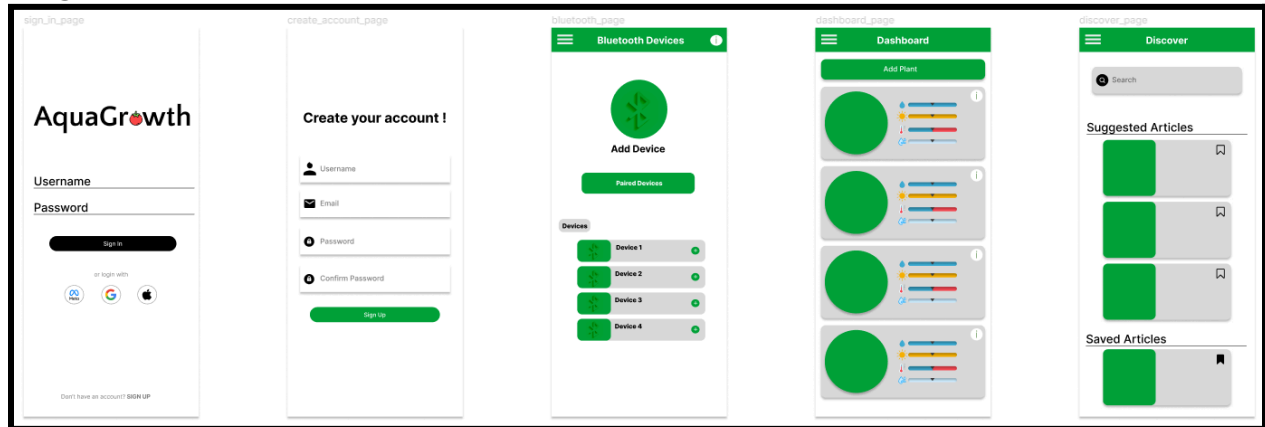 sign_in_page
AquaGrowth
Username
Password
Sign In
or login with
Meta
G
Don't have an account? SIGN UP
create_account_page
Create your account !
Username
Email
Password
Confirm Password
Sign Up
bluetooth_page
Bluetooth Devices
i
Add Device
Paired Devices
Devices
Device 1
Device 2
Device 3
Device 4
dashboard_page
Dashboard
Add Plant
i
i
i
i
discover_page
Discover
Search
Suggested Articles
Saved Articles